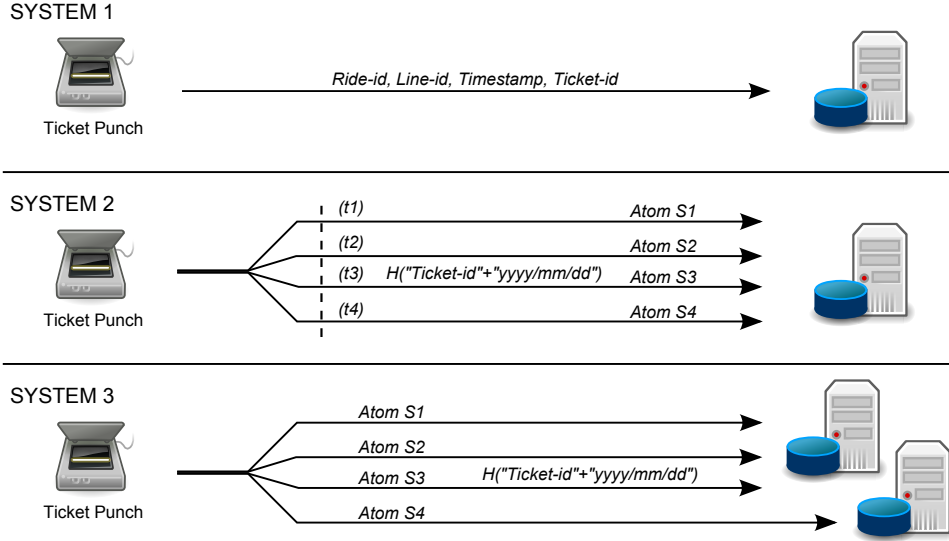 SYSTEM 1
Ride-id, Line-id, Timestamp, Ticket-id
Ticket Punch
SYSTEM 2
(t1) Atom S1
(t2) Atom S2
(t3) H("Ticket-id"+"yyyy/mm/dd") Atom S3
(t4) Atom S4
Ticket Punch
SYSTEM 3
Atom S1
Atom S2
Atom S3 H("Ticket-id"+"yyyy/mm/dd")
Atom S4
Ticket Punch